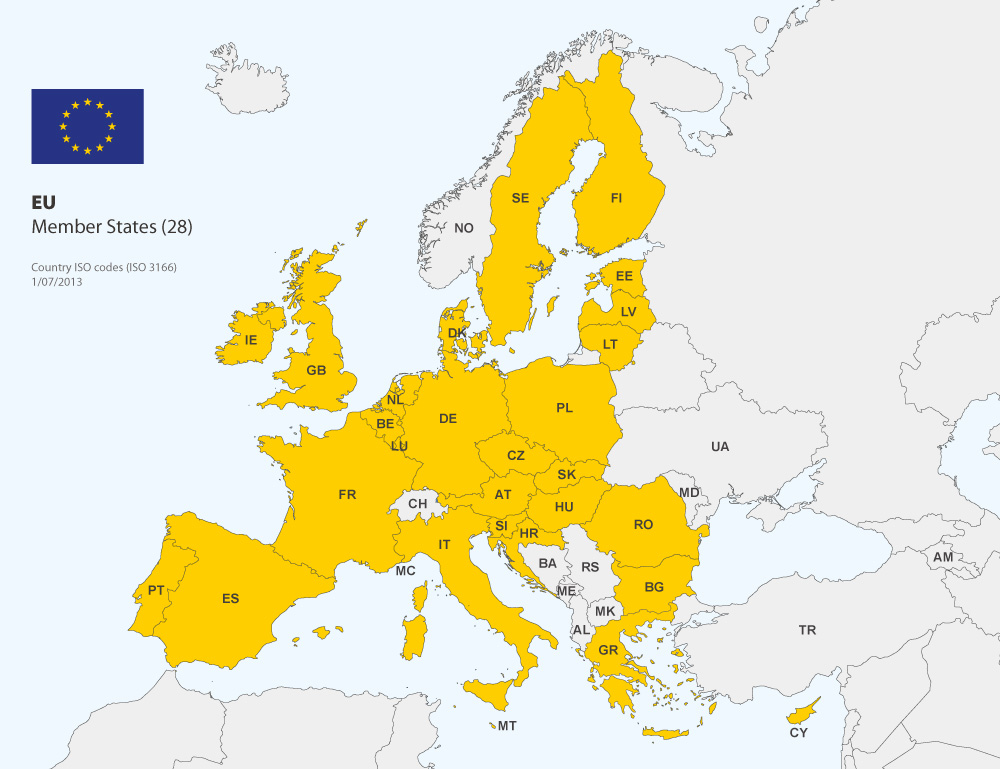 EU
Member States (28)
Country ISO codes (ISO 3166)
1/07/2013
SE
FI
NO
EE
LV
DK
IE
LT
GB
NL
PL
DE
BE
LU
UA
CZ
SK
FR
CH
AT
MD
HU
SI
RO
HR
IT
AM
BA
RS
MC
PT
ES
ME
BG
MK
AL
TR
GR
MT
CY